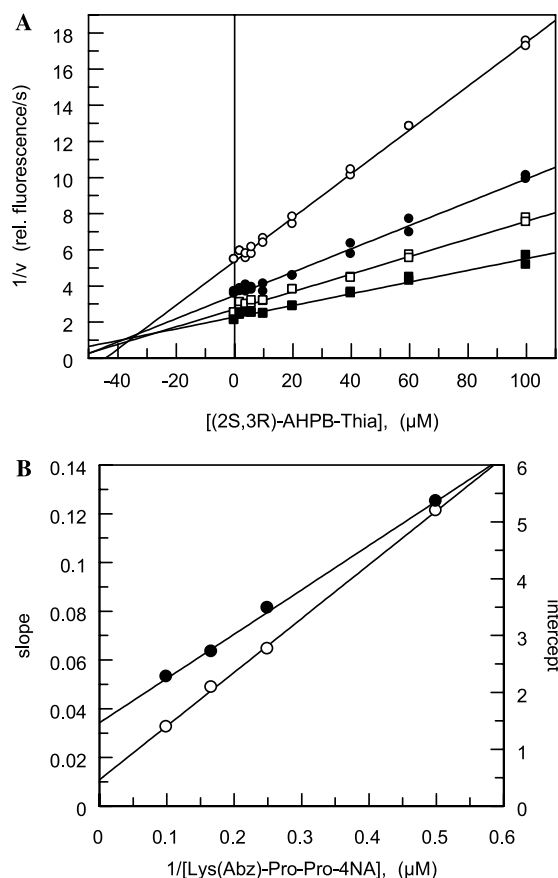 A
18
16
14
12
10
8
6
4
2
0
1/v (rel. fluorescence/s)
-40 -20 0 20 40 60 80 100
[(2S,3R)-AHPB-Thia], (µM)
B
0.14
0.12
0.1
0.08
0.06
0.04
0.02
0
slope
6
5
4
3
2
1
0
intercept
0 0.1 0.2 0.3 0.4 0.5 0.6
1/[Lys(Abz)-Pro-Pro-4NA], (µM)